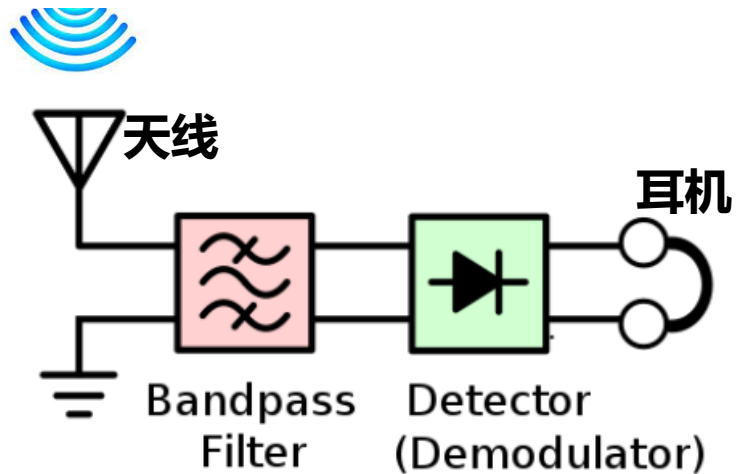 天线
耳机
Bandpass
Filter
Detector
(Demodulator)